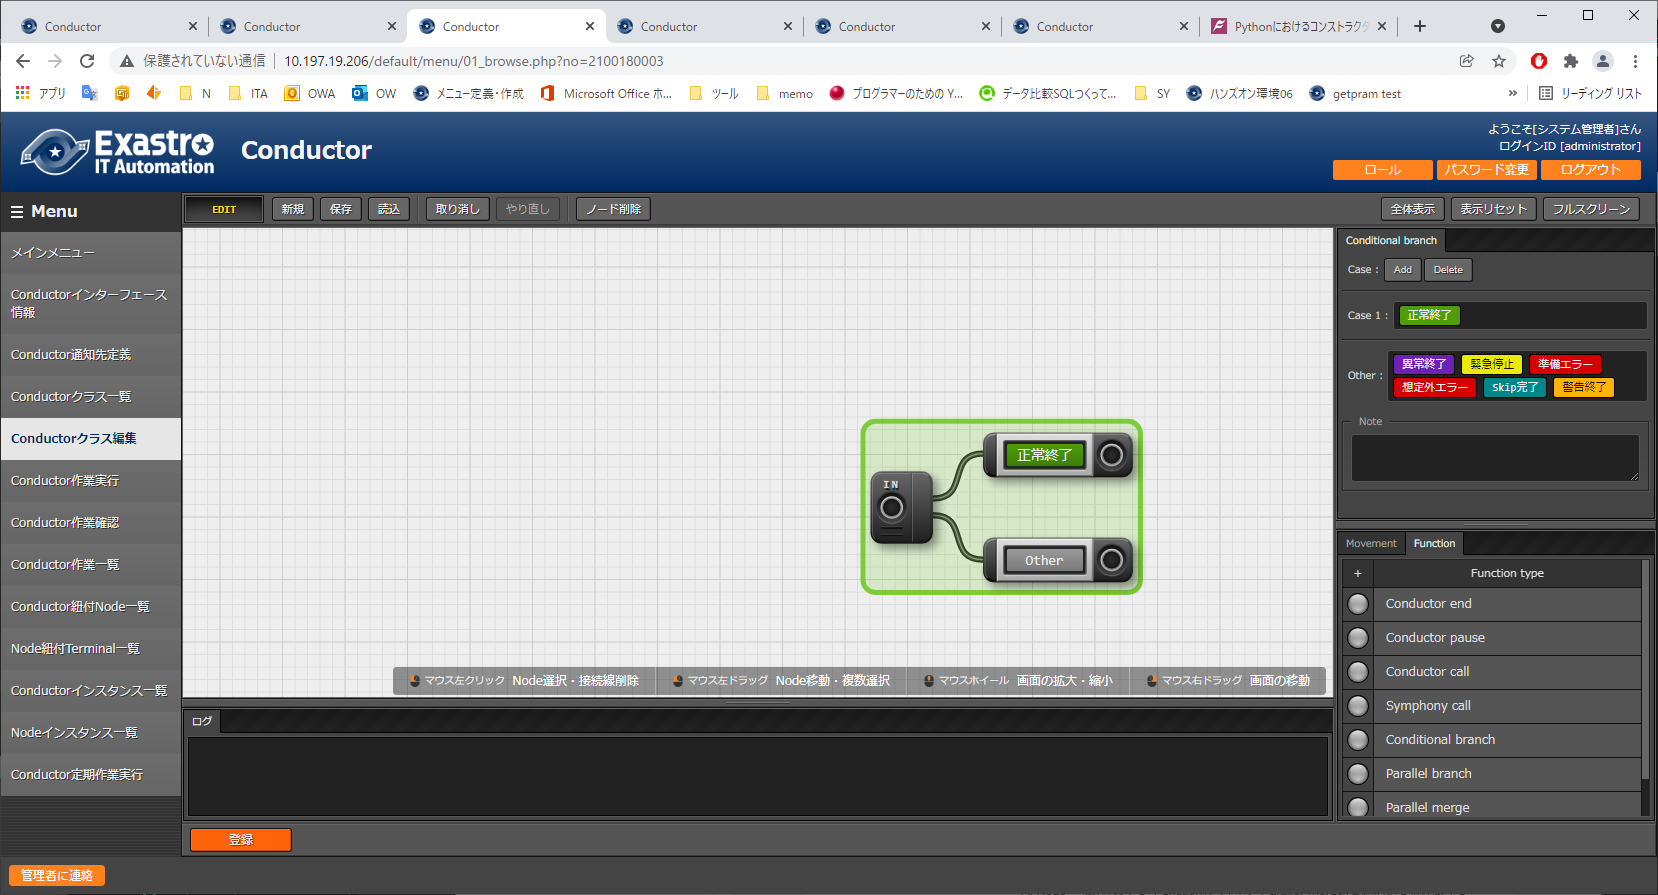 Conductor
Conductor
Conductor
Conductor
Conductor
Conductor
Pythonにおけるコンストラクタ
保護されていない通信 | 10.197.19.206/default/menu/01_browse.php?no=2100180003
アプリ N ITA OWA OW メニュー定義・作成 Microsoft Office ホ... ツール memo プログラマーのための Y... データ比較SQLつくって... SY ハンズオン環境06 getpram test » リーディング リスト
Exastro
IT Automation
Conductor
ようこそ[システム管理者]さん
ログインID [administrator]
ロール パスワード変更 ログアウト
Menu
メインメニュー
Conductorインターフェース
情報
Conductor通知先定義
Conductorクラス一覧
Conductorクラス編集
Conductor作業実行
Conductor作業確認
Conductor作業一覧
Conductor紐付Node一覧
Node紐付Terminal一覧
Conductorインスタンス一覧
Nodeインスタンス一覧
Conductor定期作業実行
管理者に連絡
EDIT 新規 保存 読込 取り消し やり直し ノード削除 全体表示 表示リセット フルスクリーン
IN
正常終了
Other
マウス左クリック Node選択・接続線削除 マウス左ドラッグ Node移動・複数選択 マウスホイール 画面の拡大・縮小 マウス右ドラッグ 画面の移動
ログ
登録
Conditional branch
Case : Add Delete
Case 1 : 正常終了
Other : 異常終了 緊急停止 準備エラー
想定外エラー Skip完了 警告終了
Note
Movement Function
+ Function type
Conductor end
Conductor pause
Conductor call
Symphony call
Conditional branch
Parallel branch
Parallel merge